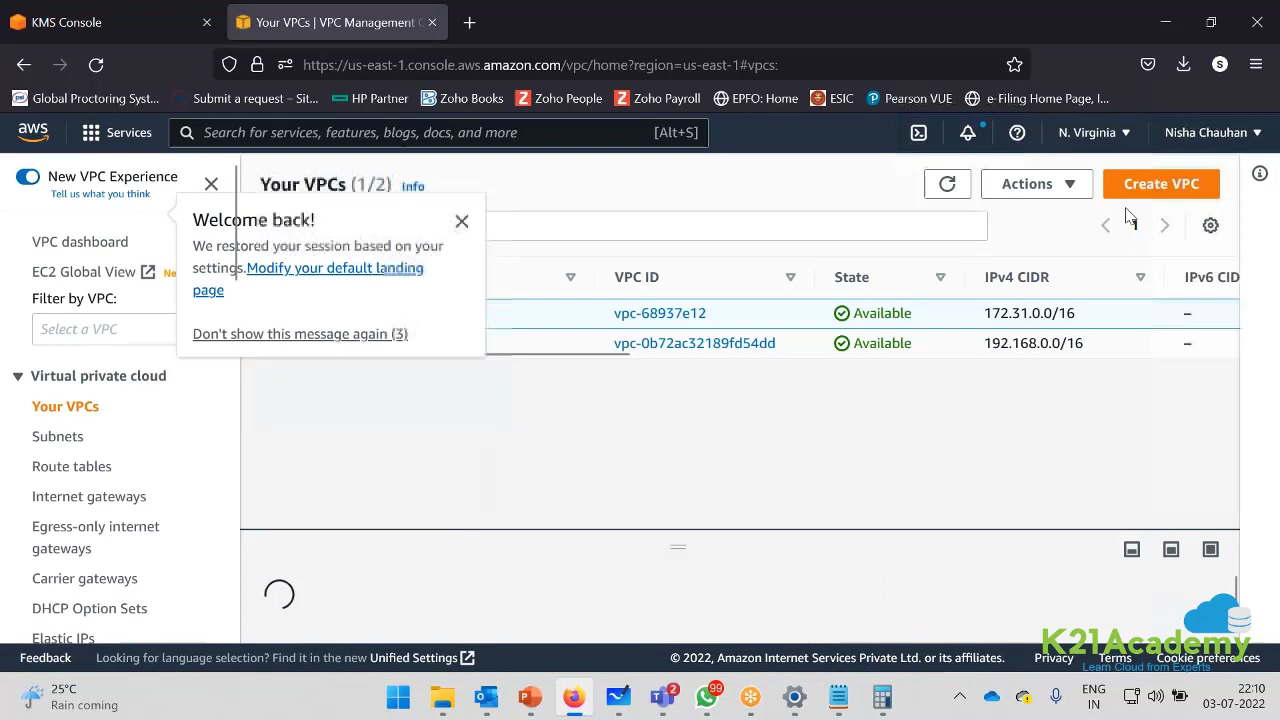 KMS Console
Your VPCs | VPC Management C
https://us-east-1.console.aws.amazon.com/vpc/home?region=us-east-1#vpcs:
Global Proctoring Syst...
Submit a request – Sit...
HP Partner
Zoho Books
Zoho People
Zoho Payroll
EPFO: Home
ESIC
Pearson VUE
e-Filing Home Page, I...
aws
Services
Search for services, features, blogs, docs, and more
[Alt+S]
N. Virginia
Nisha Chauhan
New VPC Experience
Tell us what you think
Your VPCs (1/2) Info
Actions
Create VPC
Welcome back!
We restored your session based on your
settings.Modify your default landing
page
Don't show this message again (3)
1
VPC dashboard
EC2 Global View
Filter by VPC:
Select a VPC
VPC ID
State
IPv4 CIDR
IPv6 CID
vpc-68937e12
Available
172.31.0.0/16
–
vpc-0b72ac32189fd54dd
Available
192.168.0.0/16
–
Virtual private cloud
Your VPCs
Subnets
Route tables
Internet gateways
Egress-only internet
gateways
Carrier gateways
DHCP Option Sets
Elastic IPs
K21Academy
Learn Cloud from Experts
Feedback
Looking for language selection? Find it in the new Unified Settings
© 2022, Amazon Internet Services Private Ltd. or its affiliates.
Privacy
Terms
Cookie preferences
25°C
Rain coming
2
99
ENG
IN
22:10
03-07-2022